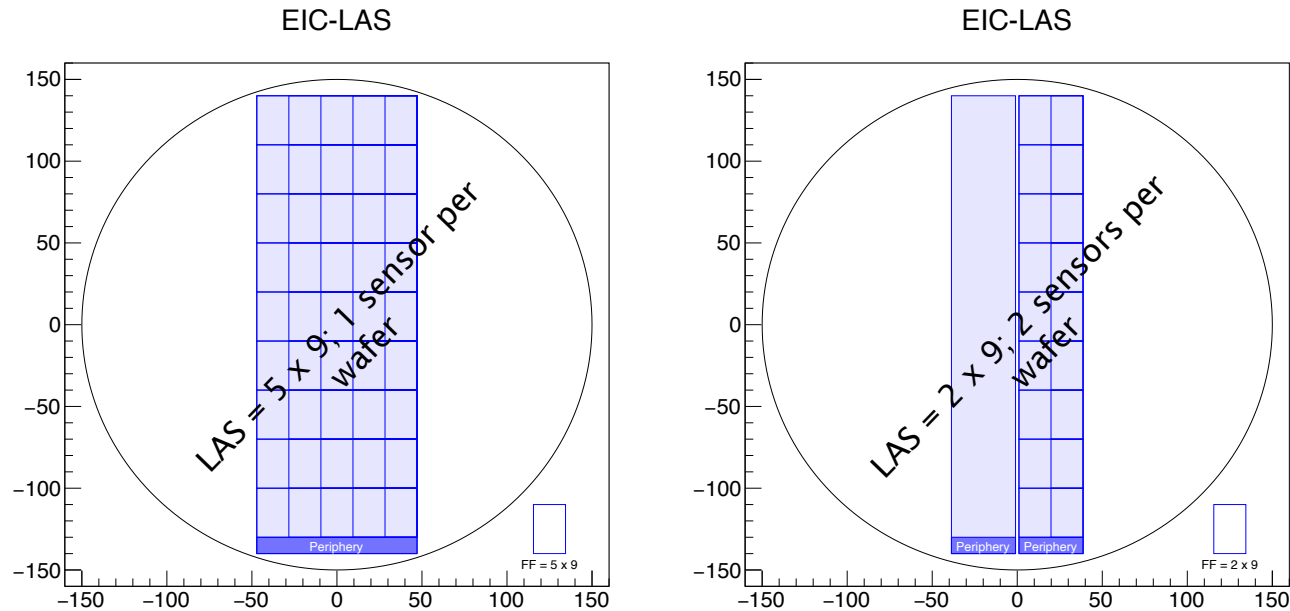 EIC-LAS
150
100
50
0
−50
−100
−150
−150 −100 −50 0 50 100 150
LAS = 5 x 9; 1 sensor per
wafer
Periphery
FF = 5 x 9
EIC-LAS
150
100
50
0
−50
−100
−150
−150 −100 −50 0 50 100 150
LAS = 2 x 9; 2 sensors per
wafer
Periphery Periphery
FF = 2 x 9